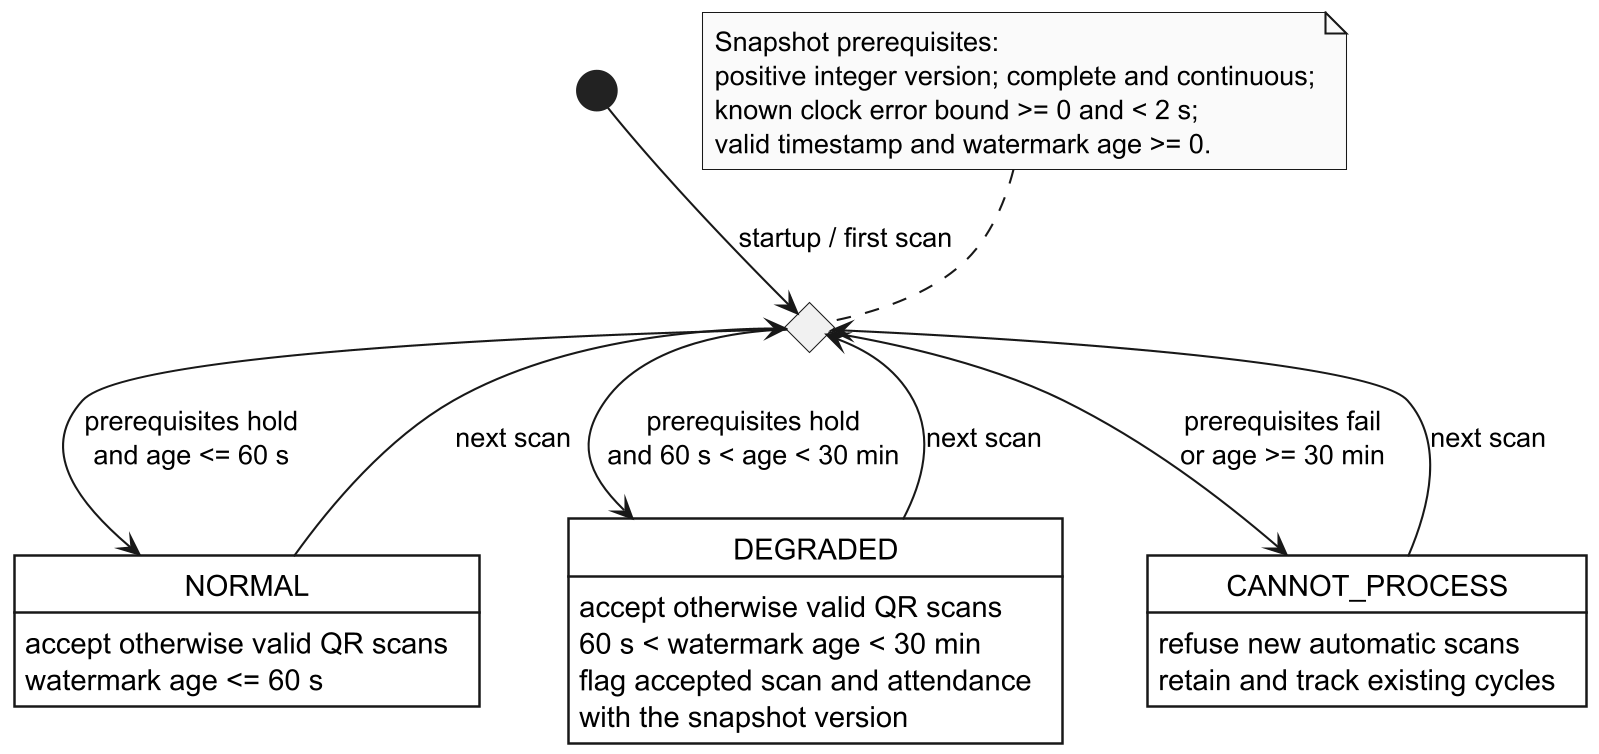 Snapshot prerequisites:
positive integer version; complete and continuous;
known clock error bound >= 0 and < 2 s;
valid timestamp and watermark age >= 0.
startup / first scan
prerequisites hold
and age <= 60 s
next scan
prerequisites hold
and 60 s < age < 30 min
next scan
prerequisites fail
or age >= 30 min
next scan
NORMAL
accept otherwise valid QR scans
watermark age <= 60 s
DEGRADED
accept otherwise valid QR scans
60 s < watermark age < 30 min
flag accepted scan and attendance
with the snapshot version
CANNOT_PROCESS
refuse new automatic scans
retain and track existing cycles